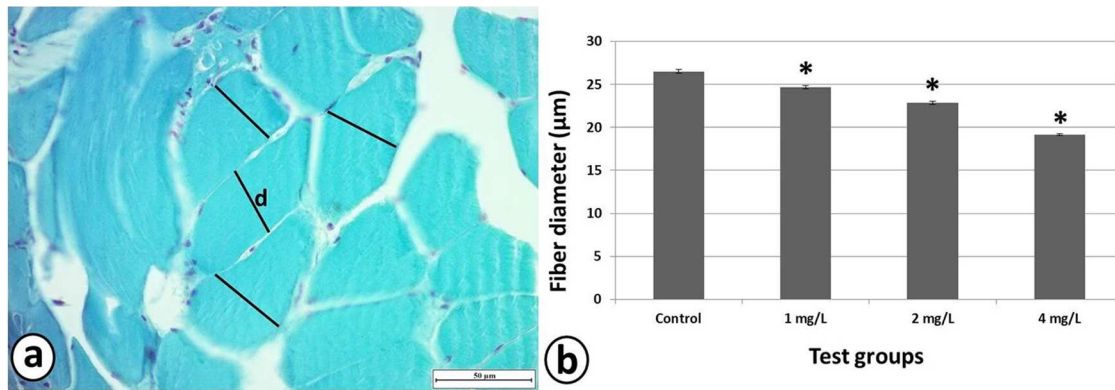 d
50 µm
a
30
25
20
15
10
5
0
Fiber diameter (µm)
*
*
*
Control
1 mg/L
2 mg/L
4 mg/L
Test groups
b